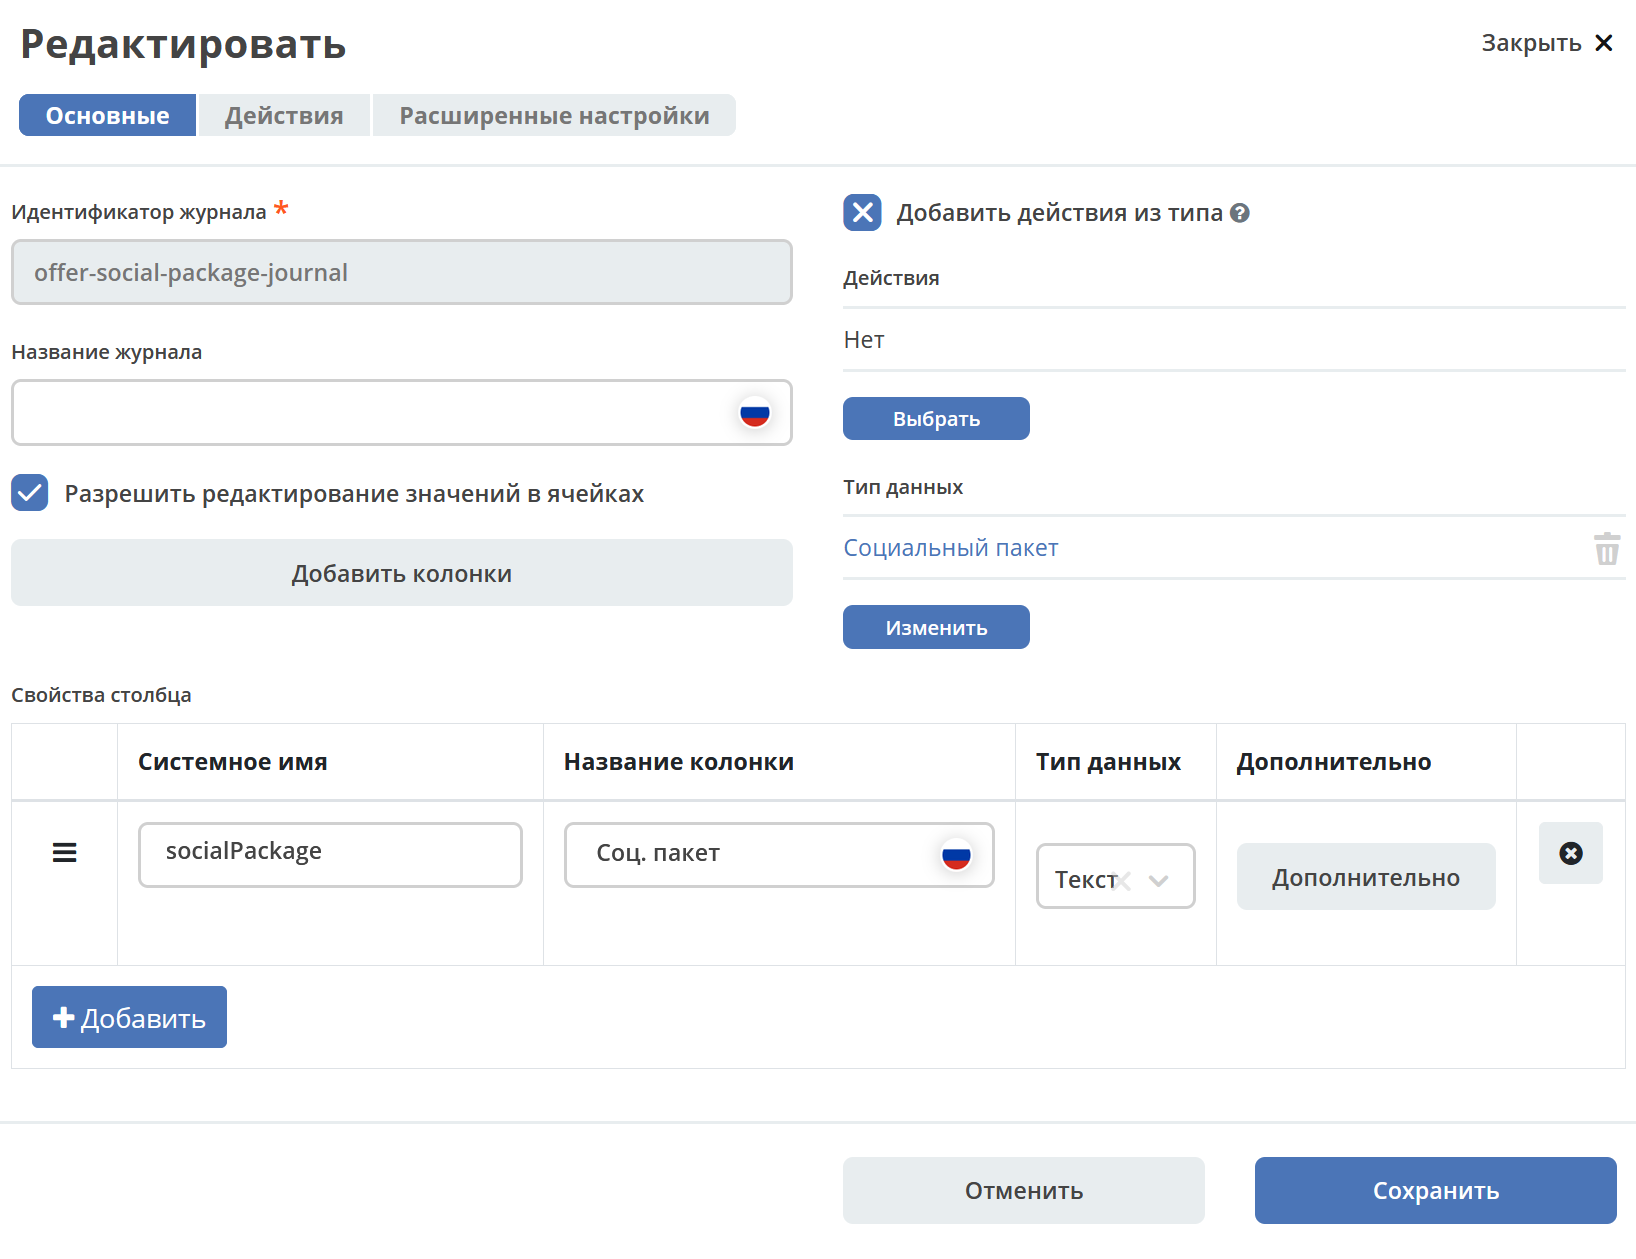 Редактировать
Закрыть
Основные
Действия
Расширенные настройки
Идентификатор журнала *
offer-social-package-journal
Название журнала
Разрешить редактирование значений в ячейках
Добавить колонки
Добавить действия из типа
Действия
Нет
Выбрать
Тип данных
Социальный пакет
Изменить
Свойства столбца
Системное имя
Название колонки
Тип данных
Дополнительно
socialPackage
Соц. пакет
Текст
Дополнительно
Добавить
Отменить
Сохранить